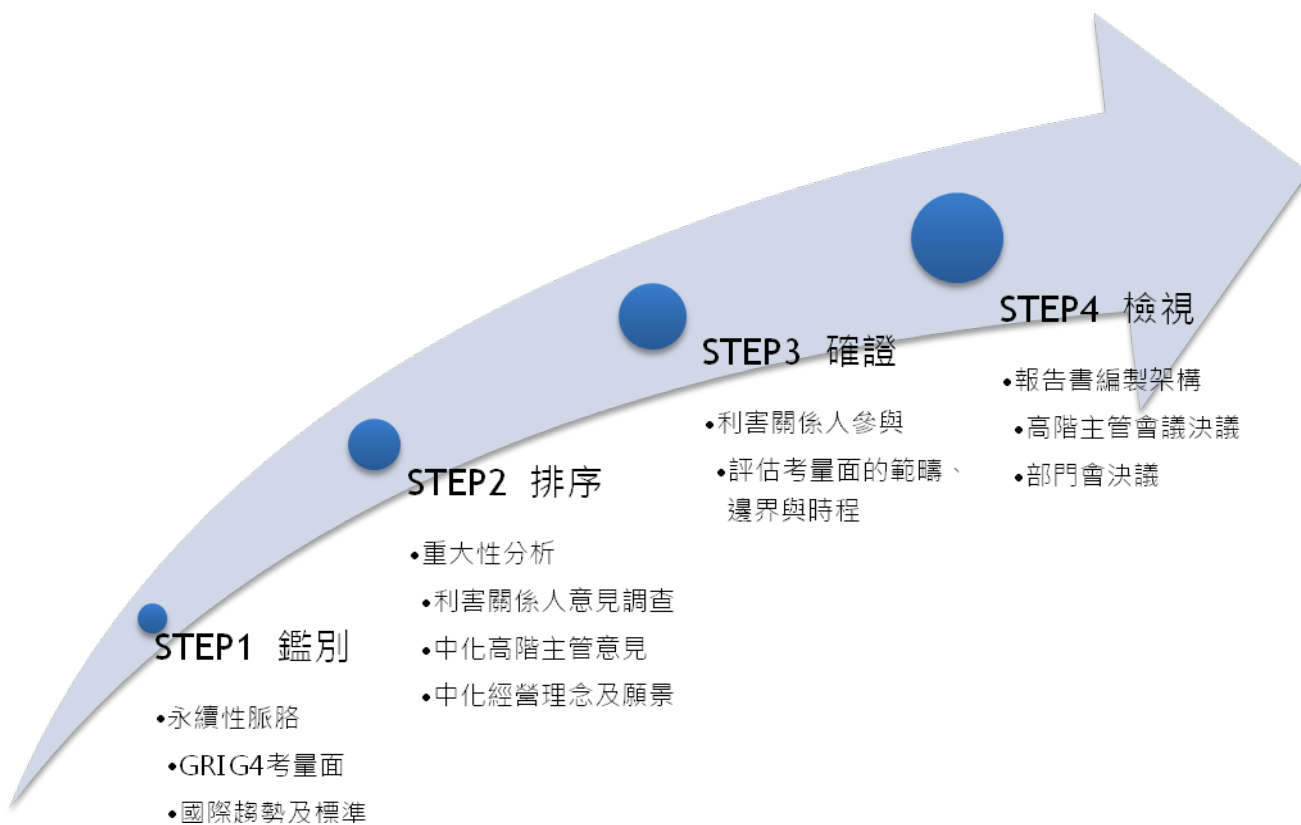 STEP1 鑑別
•永續性脈胳
•GRIG4考量面
•國際趨勢及標準
STEP2 排序
•重大性分析
•利害關係人意見調查
•中化高階主管意見
•中化經營理念及願景
STEP3 確證
•利害關係人參與
•評估考量面的範疇、
邊界與時程
STEP4 檢視
•報告書編製架構
•高階主管會議決議
•部門會決議